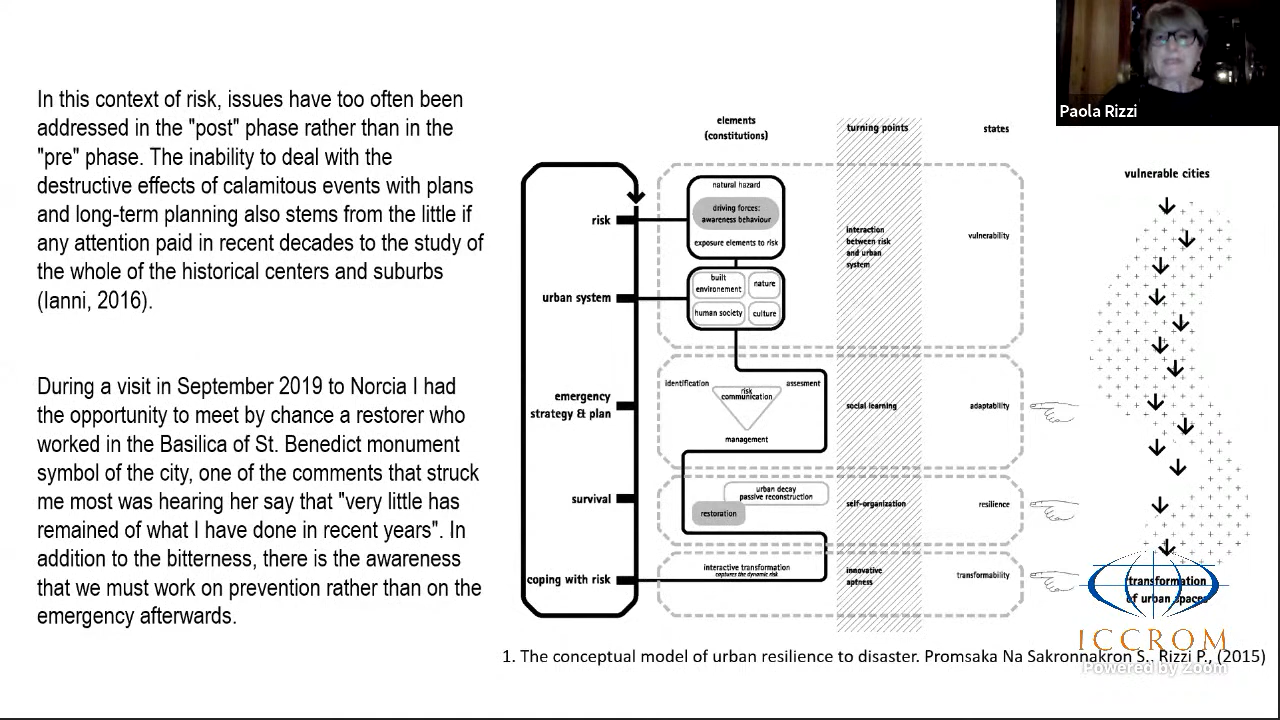 In this context of risk, issues have too often been
addressed in the "post" phase rather than in the
"pre" phase. The inability to deal with the
destructive effects of calamitous events with plans
and long-term planning also stems from the little if
any attention paid in recent decades to the study of
the whole of the historical centers and suburbs
(Ianni, 2016).
During a visit in September 2019 to Norcia I had
the opportunity to meet by chance a restorer who
worked in the Basilica of St. Benedict monument
symbol of the city, one of the comments that struck
me most was hearing her say that "very little has
remained of what I have done in recent years". In
addition to the bitterness, there is the awareness
that we must work on prevention rather than on the
emergency afterwards.
Paola Rizzi
elements
(constitutions)
turning points
states
vulnerable cities
risk
natural hazard
driving forces:
awareness behaviour
exposure elements to risk
interaction
between risk
and urban
system
vulnerability
urban system
built
environement
nature
human society
culture
emergency
strategy & plan
identification
assesment
risk
communication
management
social learning
adaptability
survival
urban decay
passive reconstruction
restoration
self-organization
resilience
coping with risk
interactive transformation
captures the dynamic risk
innovative
aptness
transformability
transformation
of urban spaces
ICCROM
1. The conceptual model of urban resilience to disaster. Promsaka Na Sakronnakron S., Rizzi P., (2015)
Powered by Zoom